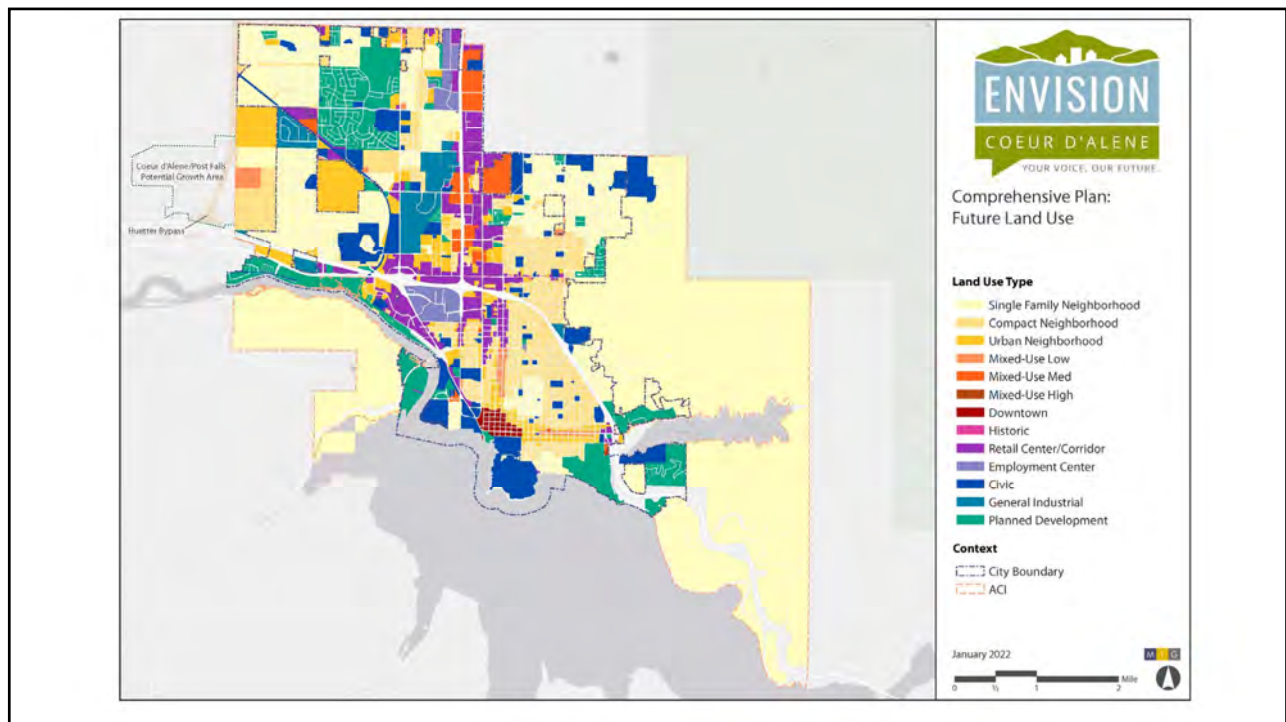 Coeur d'Alene/Post Falls
Potential Growth Area
Huetter Bypass
ENVISION
COEUR D'ALENE
YOUR VOICE, OUR FUTURE.
Comprehensive Plan:
Future Land Use
Land Use Type
Single Family Neighborhood
Compact Neighborhood
Urban Neighborhood
Mixed-Use Low
Mixed-Use Med
Mixed-Use High
Downtown
Historic
Retail Center/Corridor
Employment Center
Civic
General Industrial
Planned Development
Context
City Boundary
ACI
January 2022
M I G
Mile
0 ½ 1 2